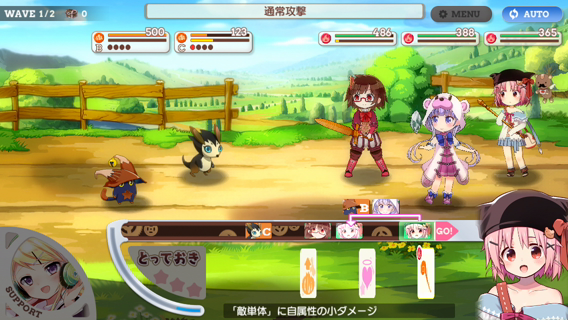 WAVE 1/2 0
通常攻撃
MENU
AUTO
500
B
123
C
486
388
365
B
C
GO!
とっておき
SUPPORT
「敵単体」に自属性の小ダメージ